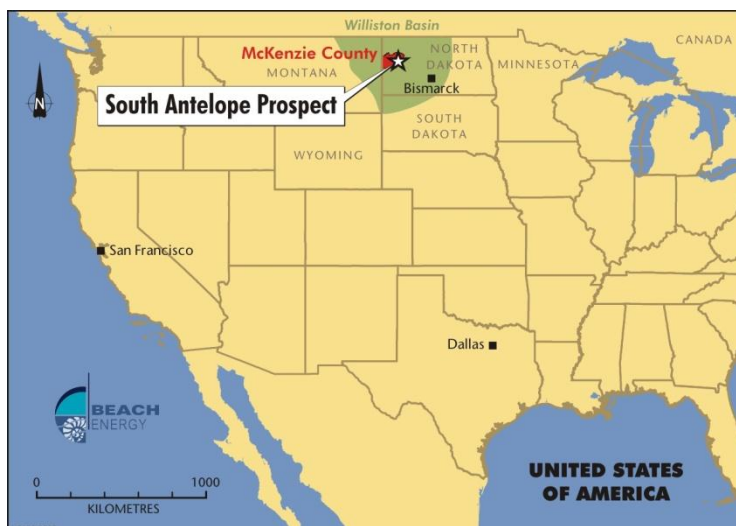 Williston Basin
McKenzie County
NORTH
DAKOTA
MONTANA
MINNESOTA
CANADA
South Antelope Prospect
Bismarck
SOUTH
DAKOTA
WYOMING
San Francisco
Dallas
N
BEACH
ENERGY
0 1000
KILOMETRES
UNITED STATES
OF AMERICA